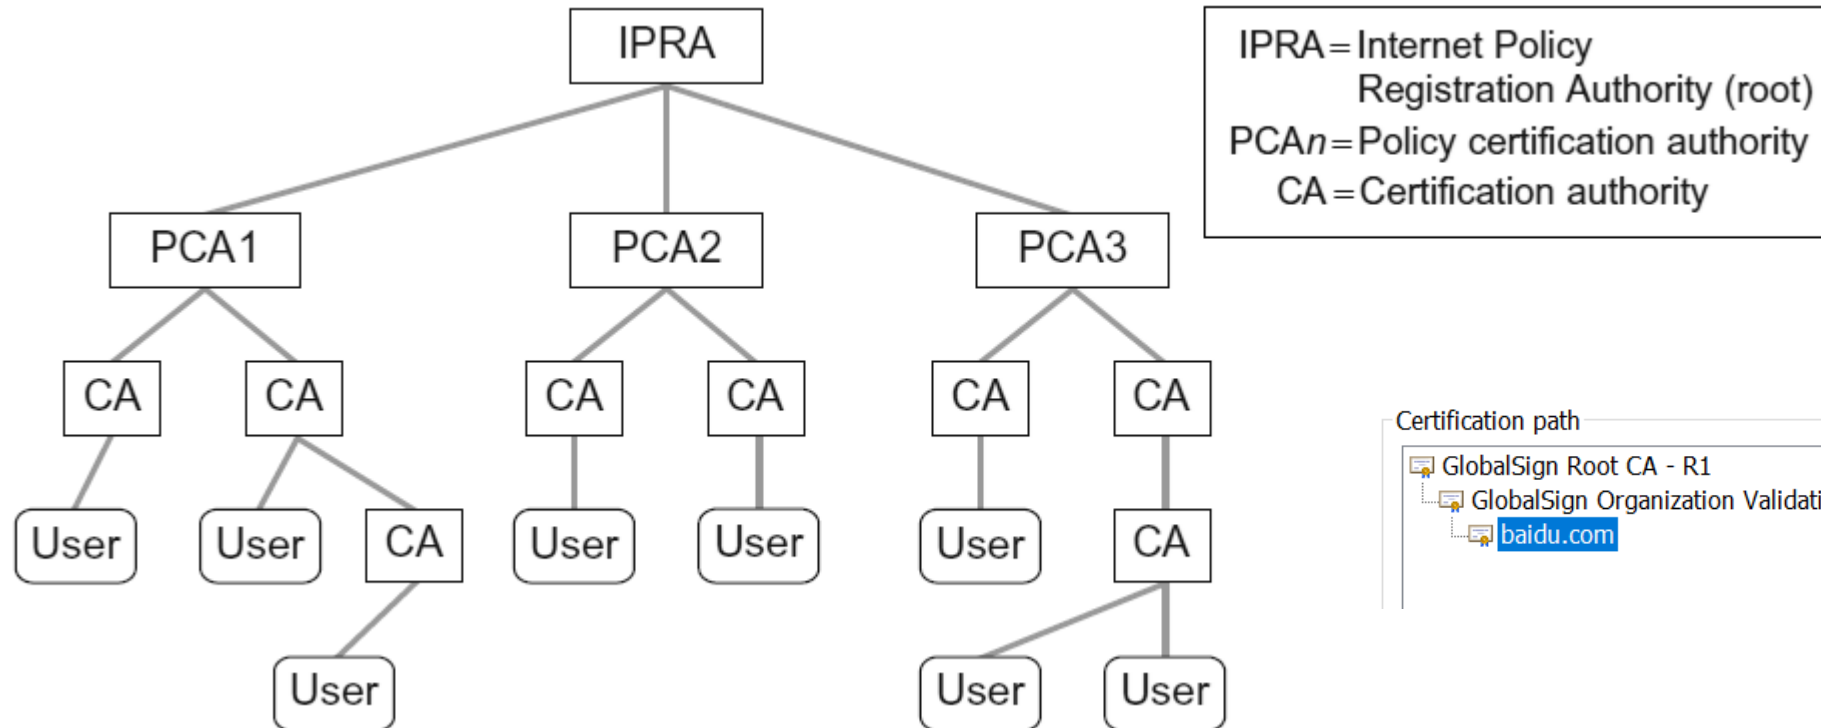 IPRA
IPRA=Internet Policy
Registration Authority (root)
PCAn=Policy certification authority
CA=Certification authority
PCA1
PCA2
PCA3
CA
CA
CA
CA
CA
CA
Certification path
GlobalSign Root CA - R1
GlobalSign Organization Validati
baidu.com
User
User
CA
User
User
User
CA
User
User
User